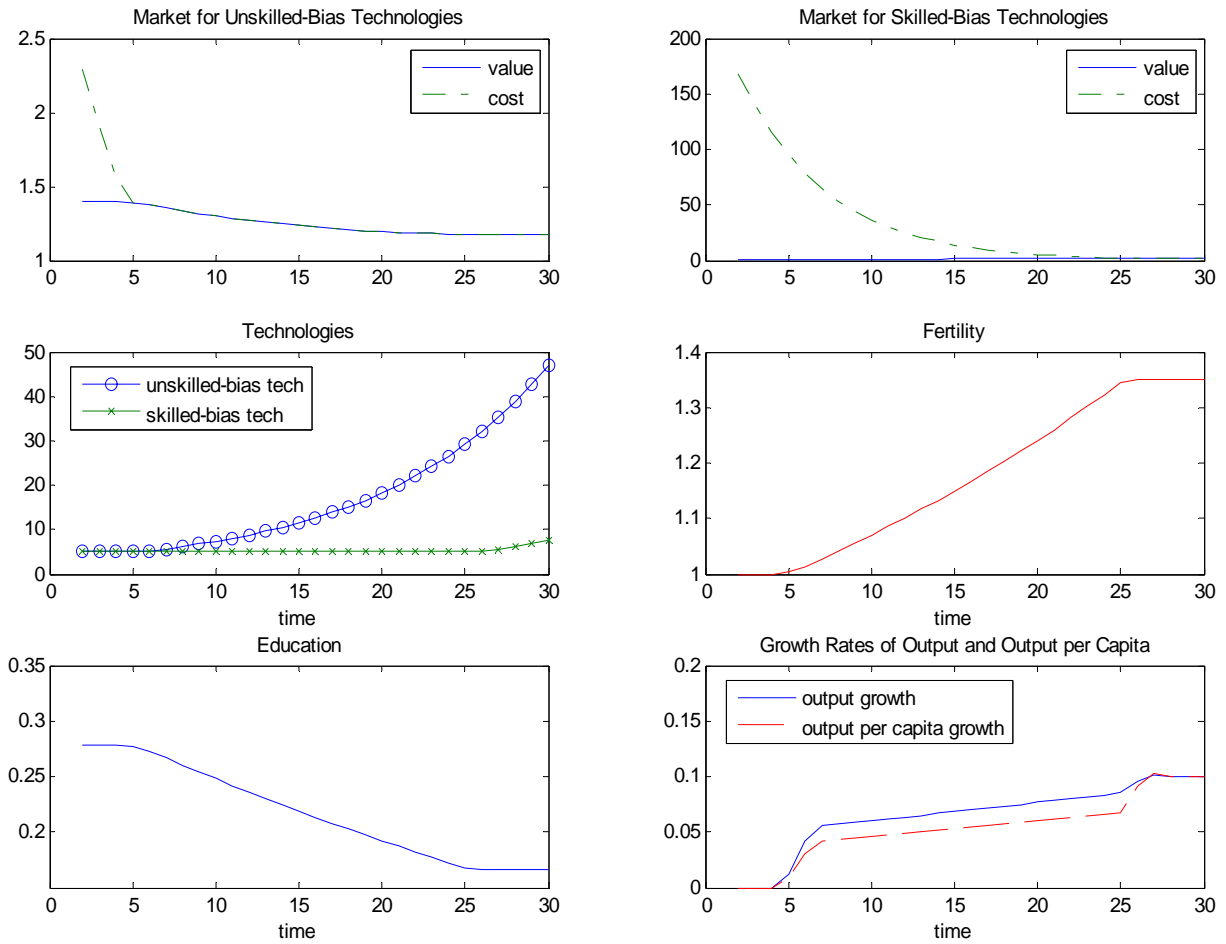 Market for Unskilled-Bias Technologies
2.5
2
1.5
1
0 5 10 15 20 25 30
value
cost
Market for Skilled-Bias Technologies
200
150
100
50
0
0 5 10 15 20 25 30
value
cost
Technologies
50
40
30
20
10
0
0 5 10 15 20 25 30
time
unskilled-bias tech
skilled-bias tech
Fertility
1.4
1.3
1.2
1.1
1
0 5 10 15 20 25 30
time
Education
0.35
0.3
0.25
0.2
0 5 10 15 20 25 30
time
Growth Rates of Output and Output per Capita
0.2
0.15
0.1
0.05
0
0 5 10 15 20 25 30
time
output growth
output per capita growth